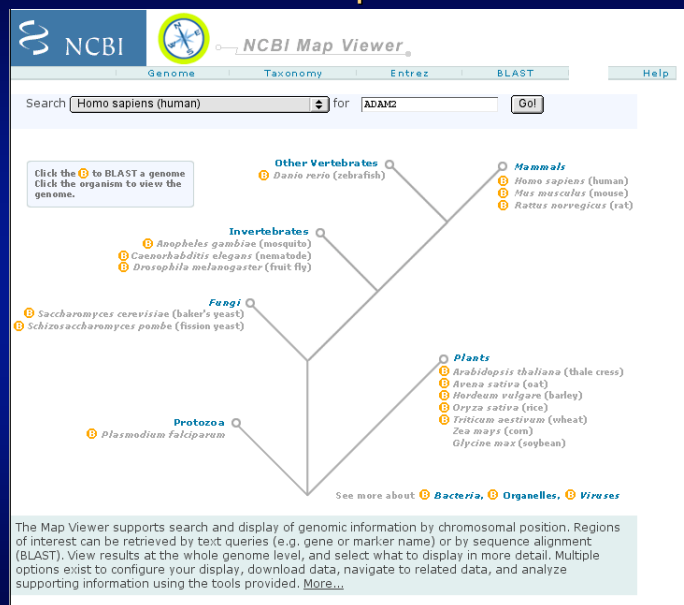 NCBI
NCBI Map Viewer
Genome Taxonomy Entrez BLAST Help
Search Homo sapiens (human) for ADAM2 Go!
Click the B to BLAST a genome
Click the organism to view the
genome.
Other Vertebrates
B Danio rerio (zebrafish)
Mammals
B Homo sapiens (human)
B Mus musculus (mouse)
B Rattus norvegicus (rat)
Invertebrates
B Anopheles gambiae (mosquito)
B Caenorhabditis elegans (nematode)
B Drosophila melanogaster (fruit fly)
Fungi
B Saccharomyces cerevisiae (baker's yeast)
B Schizosaccharomyces pombe (fission yeast)
Plants
B Arabidopsis thaliana (thale cress)
B Avena sativa (oat)
B Hordeum vulgare (barley)
B Oryza sativa (rice)
B Triticum aestivum (wheat)
Zea mays (corn)
Glycine max (soybean)
Protozoa
B Plasmodium falciparum
See more about B Bacteria, B Organelles, B Viruses
The Map Viewer supports search and display of genomic information by chromosomal position. Regions
of interest can be retrieved by text queries (e.g. gene or marker name) or by sequence alignment
(BLAST). View results at the whole genome level, and select what to display in more detail. Multiple
options exist to configure your display, download data, navigate to related data, and analyze
supporting information using the tools provided. More...